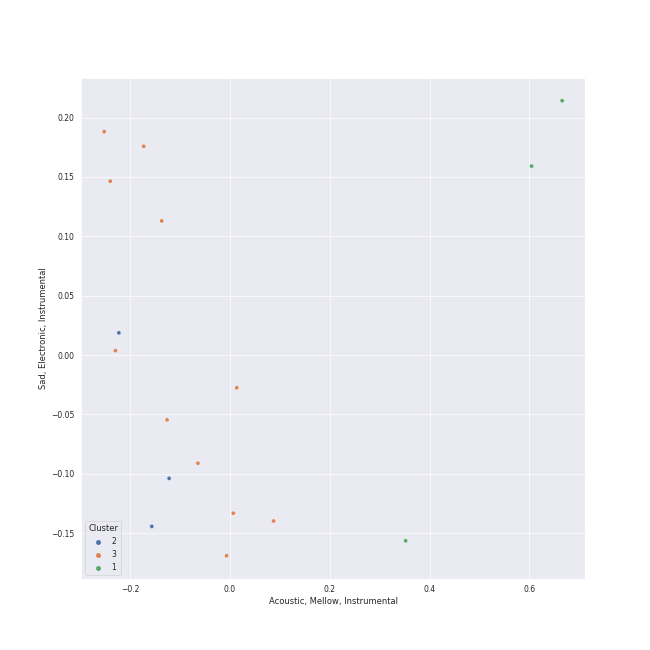 0.20
0.15
0.10
0.05
0.00
−0.05
−0.10
−0.15
Sad, Electronic, Instrumental
Cluster
2
3
1
−0.2 0.0 0.2 0.4 0.6
Acoustic, Mellow, Instrumental